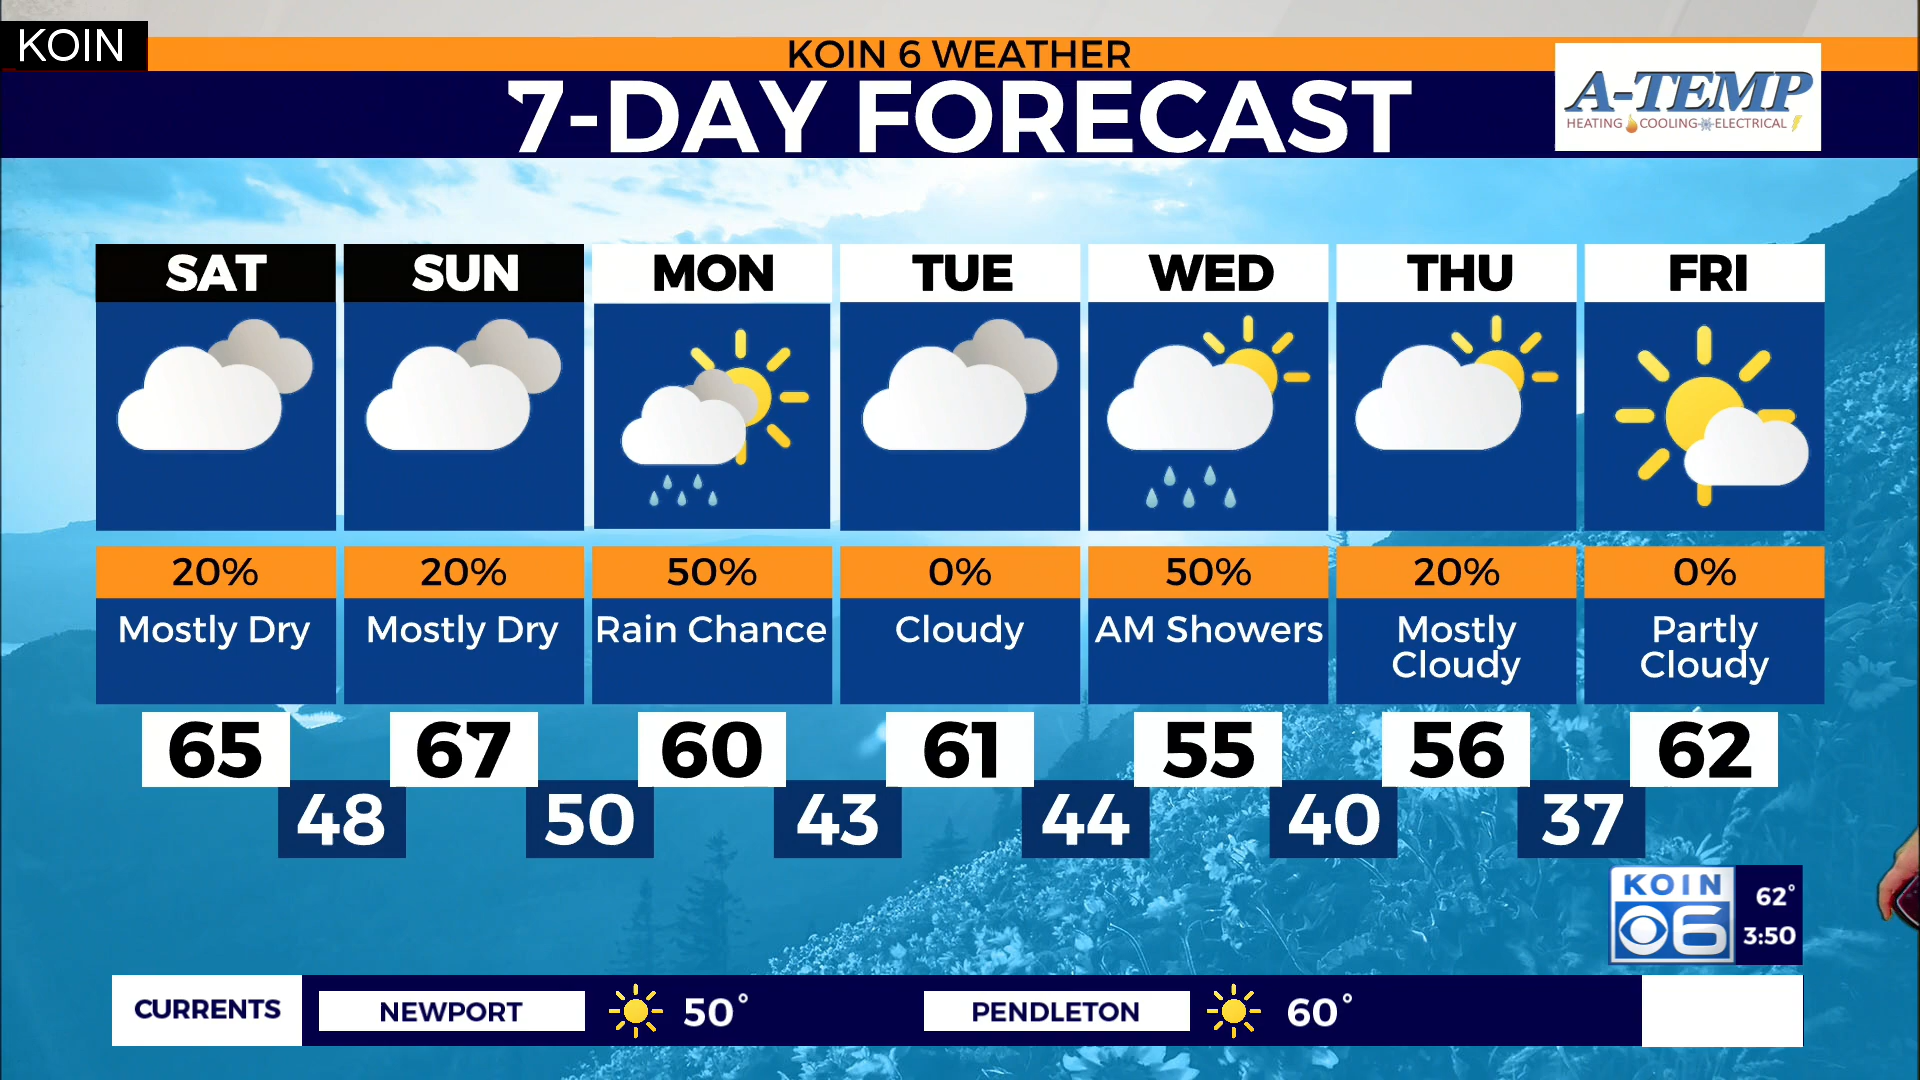 KOIN
KOIN 6 WEATHER
7-DAY FORECAST
A-TEMP
HEATING COOLING ELECTRICAL
SAT SUN MON TUE WED THU FRI
20% 20% 50% 0% 50% 20% 0%
Mostly Dry Mostly Dry Rain Chance Cloudy AM Showers Mostly Cloudy Partly Cloudy
65 67 60 61 55 56 62
48 50 43 44 40 37
KOIN
6
62°
3:50
CURRENTS NEWPORT 50° PENDLETON 60°